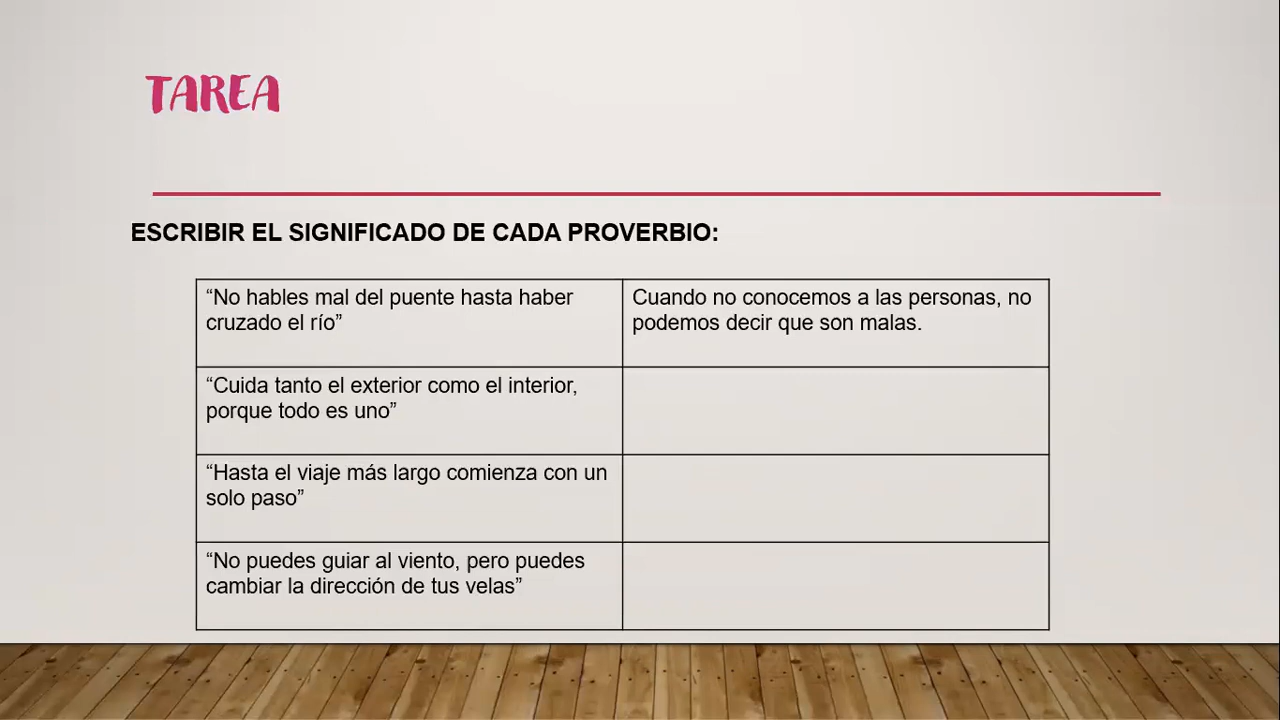 TAREA
ESCRIBIR EL SIGNIFICADO DE CADA PROVERBIO:
“No hables mal del puente hasta haber
cruzado el río”
Cuando no conocemos a las personas, no
podemos decir que son malas.
“Cuida tanto el exterior como el interior,
porque todo es uno”
“Hasta el viaje más largo comienza con un
solo paso”
“No puedes guiar al viento, pero puedes
cambiar la dirección de tus velas”